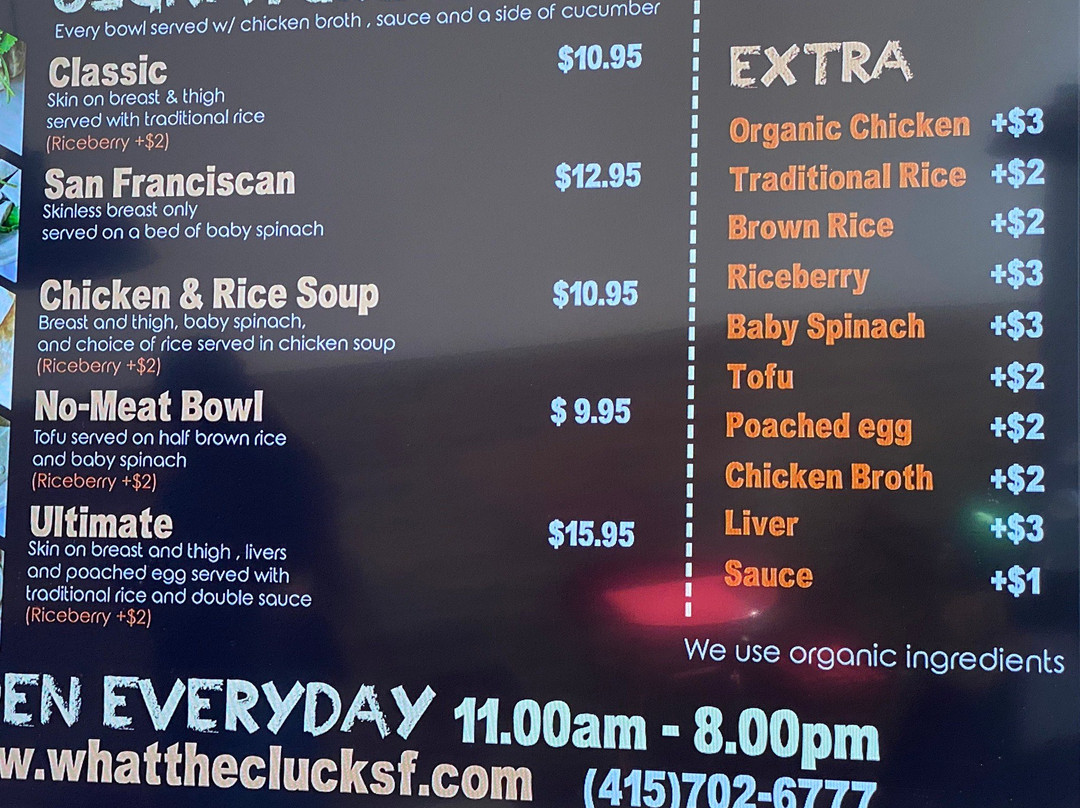 Every bowl served w/ chicken broth , sauce and a side of cucumber
Classic $10.95
Skin on breast & thigh
served with traditional rice
(Riceberry +$2)
San Franciscan $12.95
Skinless breast only
served on a bed of baby spinach
Chicken & Rice Soup $10.95
Breast and thigh, baby spinach,
and choice of rice served in chicken soup
(Riceberry +$2)
No-Meat Bowl $ 9.95
Tofu served on half brown rice
and baby spinach
(Riceberry +$2)
Ultimate $15.95
Skin on breast and thigh , livers
and poached egg served with
traditional rice and double sauce
(Riceberry +$2)
EXTRA
Organic Chicken +$3
Traditional Rice +$2
Brown Rice +$2
Riceberry +$3
Baby Spinach +$3
Tofu +$2
Poached egg +$2
Chicken Broth +$2
Liver +$3
Sauce +$1
We use organic ingredients
EN EVERYDAY 11.00am - 8.00pm
w.whattheclucksf.com (415)702-6777